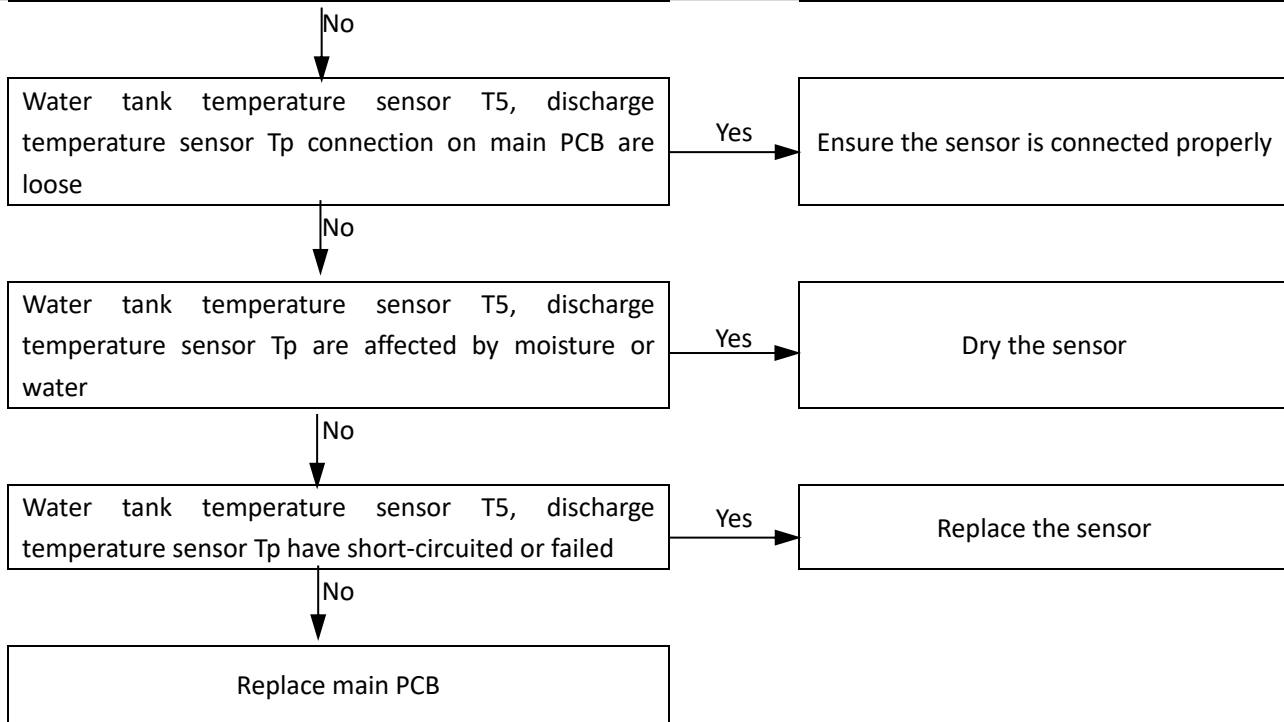 No
Water tank temperature sensor T5, discharge
temperature sensor Tp connection on main PCB are
loose
Yes
Ensure the sensor is connected properly
No
Water tank temperature sensor T5, discharge
temperature sensor Tp are affected by moisture or
water
Yes
Dry the sensor
No
Water tank temperature sensor T5, discharge
temperature sensor Tp have short-circuited or failed
Yes
Replace the sensor
No
Replace main PCB